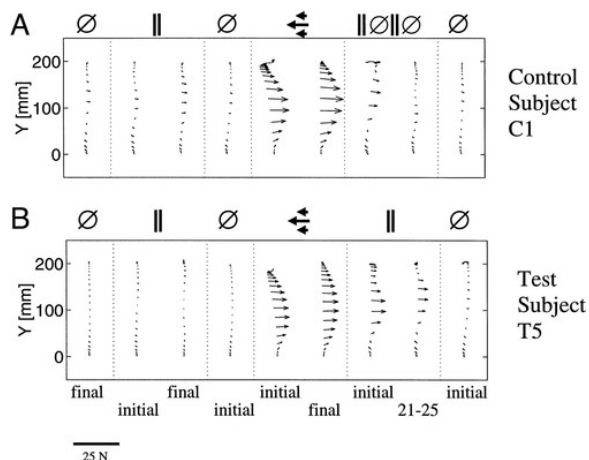 A
Ø || Ø Ø || Ø Ø
Y [mm]
200
100
0
Control
Subject
C1
B
Ø || Ø || Ø
Y [mm]
200
100
0
Test
Subject
T5
final final initial initial initial
initial initial final 21-25
25 N